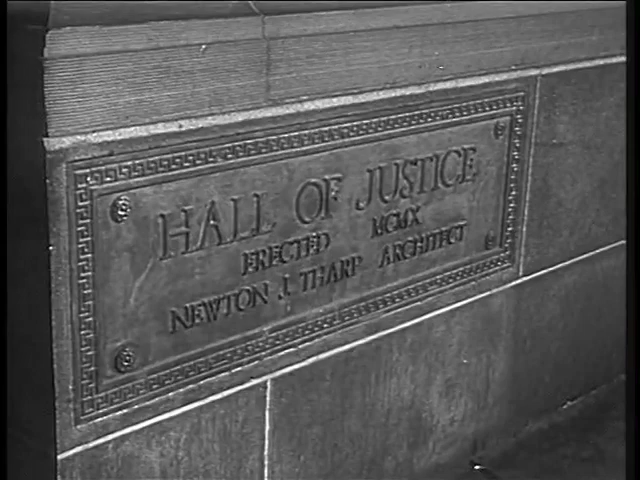 HALL OF JUSTICE
ERECTED MCMX
NEWTON J. THARP ARCHITECT